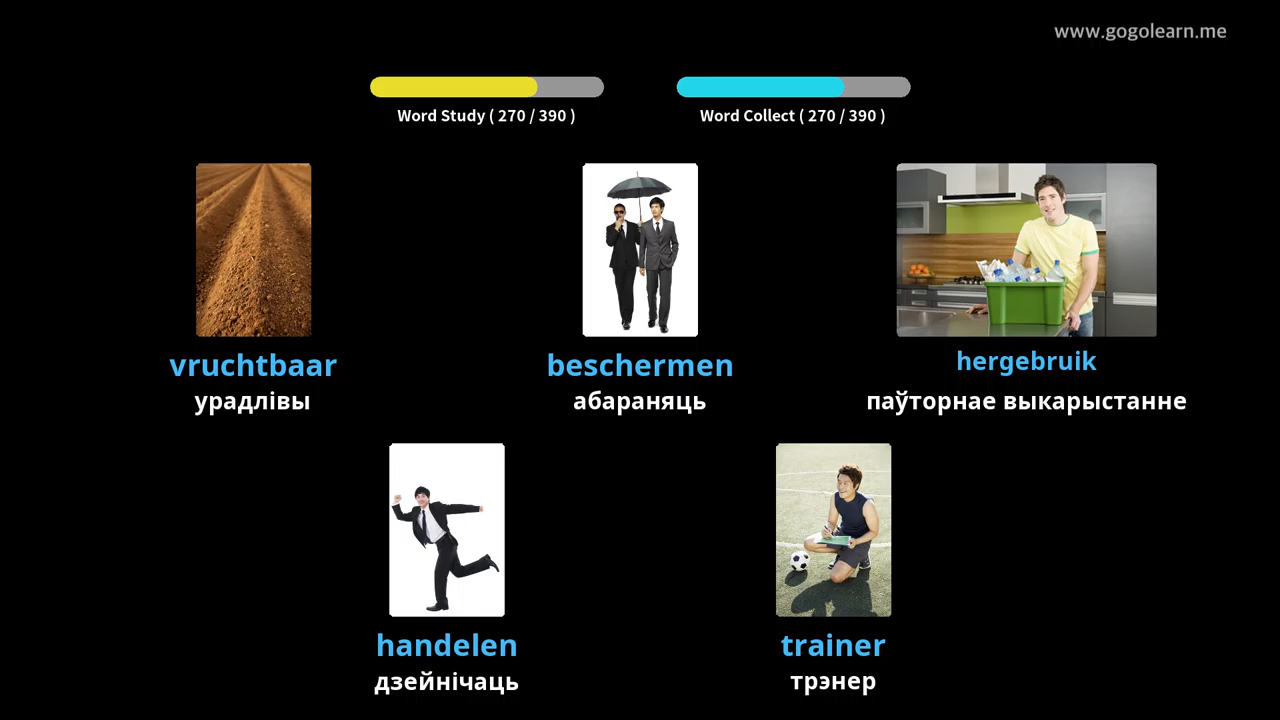 www.gogolearn.me
Word Study ( 270 / 390 )
Word Collect ( 270 / 390 )
vruchtbaar
урадлівы
beschermen
абараняць
hergebruik
паўторнае выкарыстанне
handelen
дзейнічаць
trainer
трэнер